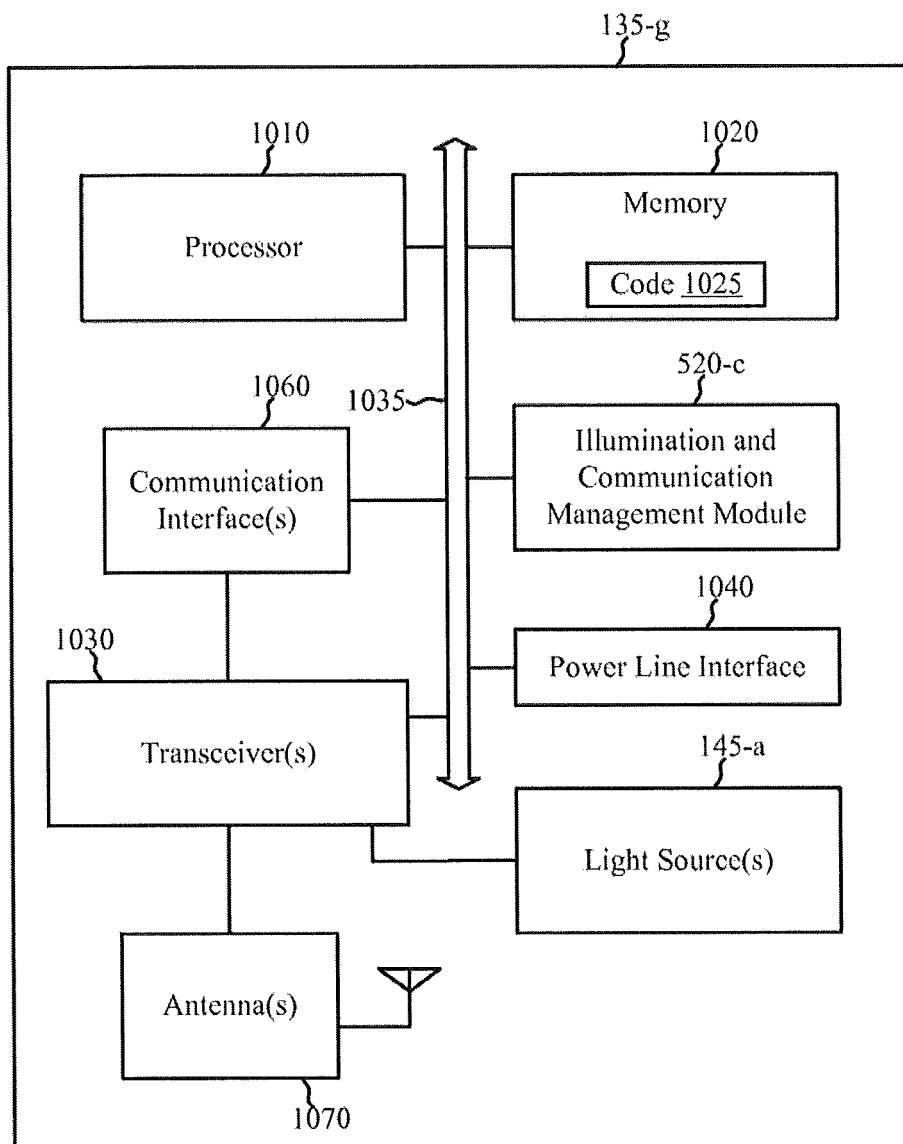 135-g
1010
1020
Processor
Memory
Code 1025
1060
1035
520-c
Communication
Interface(s)
Illumination and
Communication
Management Module
1030
1040
Transceiver(s)
Power Line Interface
145-a
Light Source(s)
Antenna(s)
1070